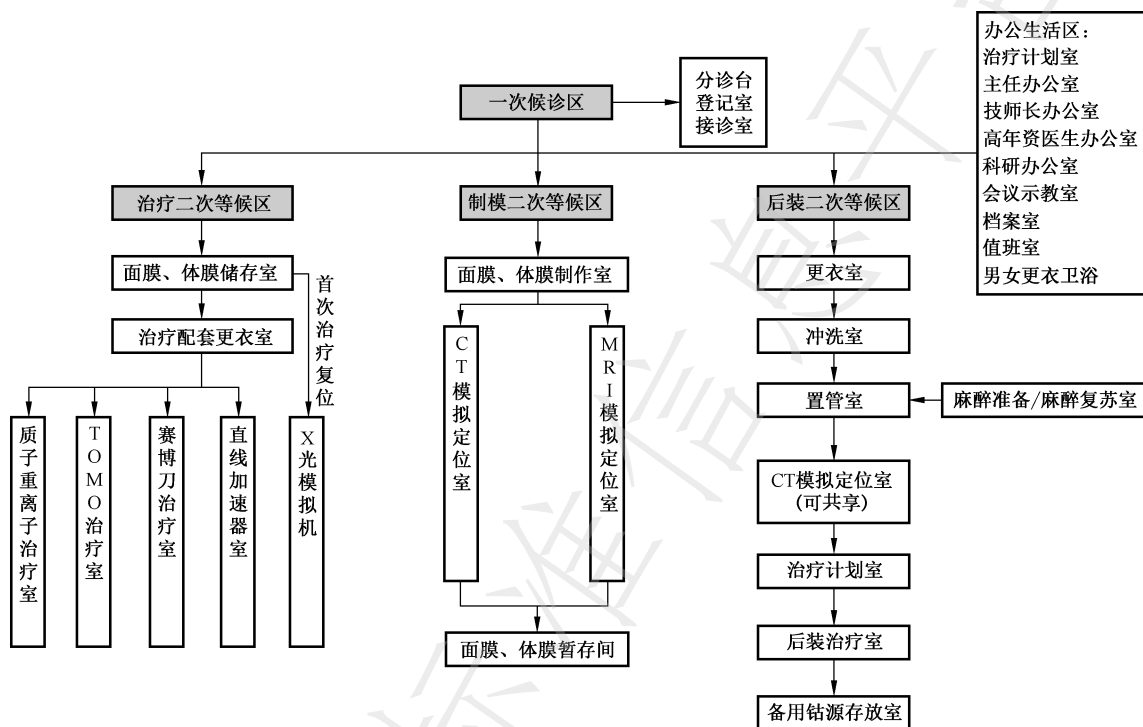 一次候诊区
分诊台
登记室
接诊室
办公生活区：
治疗计划室
主任办公室
技师长办公室
高年资医生办公室
科研办公室
会议示教室
档案室
值班室
男女更衣卫浴
治疗二次等候区
面膜、体膜储存室
首次治疗复位
治疗配套更衣室
质子重离子治疗室
TOMO治疗室
赛博刀治疗室
直线加速器室
X光模拟机
制模二次等候区
面膜、体膜制作室
CT模拟定位室
MRI模拟定位室
面膜、体膜暂存间
后装二次等候区
更衣室
冲洗室
置管室
麻醉准备/麻醉复苏室
CT模拟定位室
(可共享)
治疗计划室
后装治疗室
备用钴源存放室